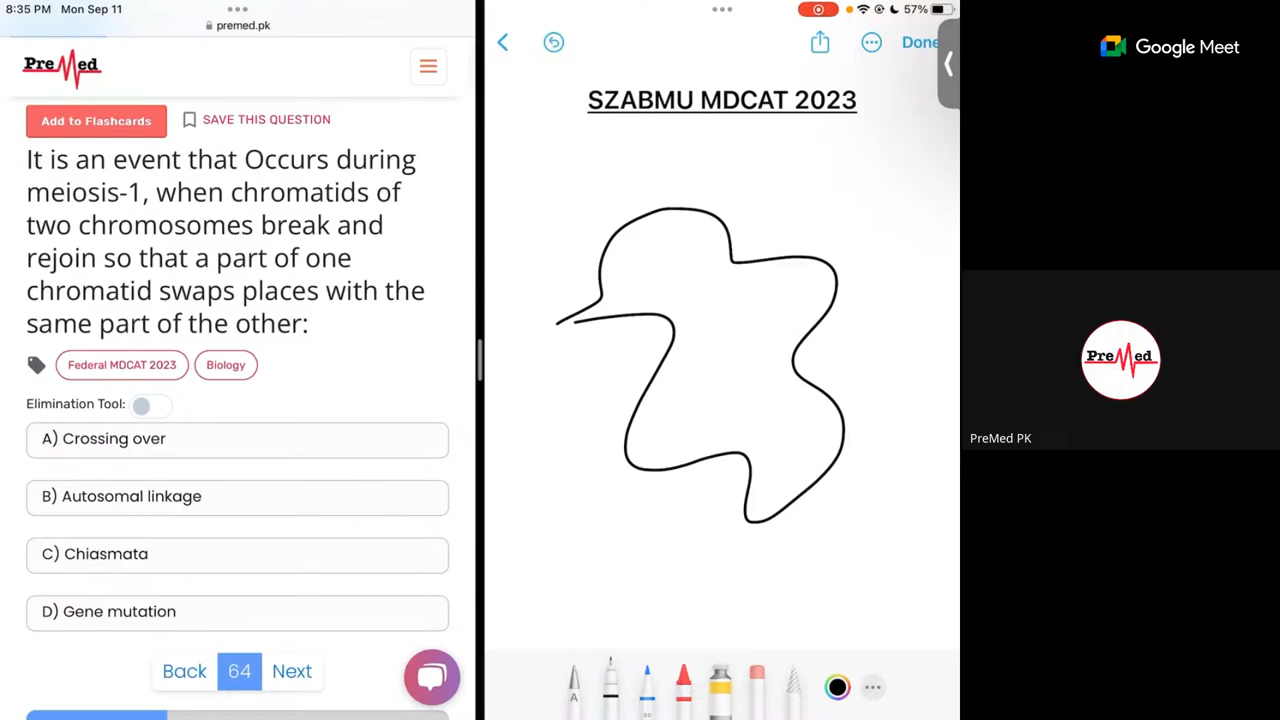 8:35 PM Mon Sep 11
premed.pk
57%
PreMed
Add to Flashcards
SAVE THIS QUESTION
It is an event that Occurs during
meiosis-1, when chromatids of
two chromosomes break and
rejoin so that a part of one
chromatid swaps places with the
same part of the other:
Federal MDCAT 2023
Biology
Elimination Tool:
A) Crossing over
B) Autosomal linkage
C) Chiasmata
D) Gene mutation
Back 64 Next
Done
SZABMU MDCAT 2023
A
Google Meet
PreMed
PreMed PK